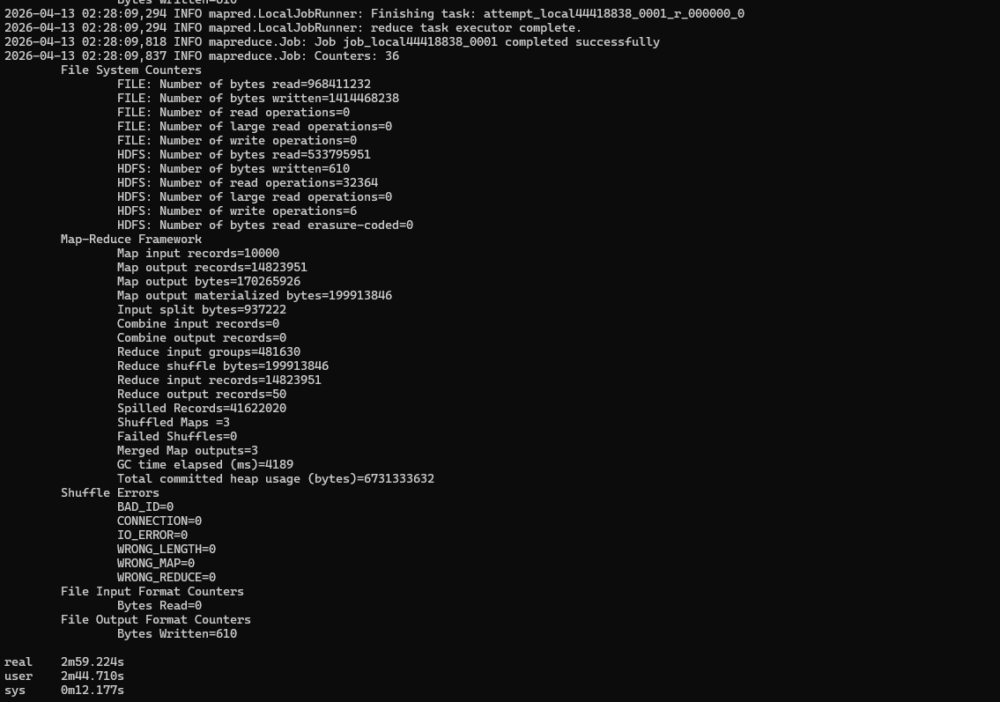 Bytes Written=610
2026-04-13 02:28:09,294 INFO mapred.LocalJobRunner: Finishing task: attempt_local44418838_0001_r_000000_0
2026-04-13 02:28:09,294 INFO mapred.LocalJobRunner: reduce task executor complete.
2026-04-13 02:28:09,818 INFO mapreduce.Job: Job job_local44418838_0001 completed successfully
2026-04-13 02:28:09,837 INFO mapreduce.Job: Counters: 36
File System Counters
FILE: Number of bytes read=968411232
FILE: Number of bytes written=1414468238
FILE: Number of read operations=0
FILE: Number of large read operations=0
FILE: Number of write operations=0
HDFS: Number of bytes read=533795951
HDFS: Number of bytes written=610
HDFS: Number of read operations=32364
HDFS: Number of large read operations=0
HDFS: Number of write operations=6
HDFS: Number of bytes read erasure-coded=0
Map-Reduce Framework
Map input records=10000
Map output records=14823951
Map output bytes=170265926
Map output materialized bytes=199913846
Input split bytes=937222
Combine input records=0
Combine output records=0
Reduce input groups=481630
Reduce shuffle bytes=199913846
Reduce input records=14823951
Reduce output records=50
Spilled Records=41622020
Shuffled Maps =3
Failed Shuffles=0
Merged Map outputs=3
GC time elapsed (ms)=4189
Total committed heap usage (bytes)=6731333632
Shuffle Errors
BAD_ID=0
CONNECTION=0
IO_ERROR=0
WRONG_LENGTH=0
WRONG_MAP=0
WRONG_REDUCE=0
File Input Format Counters
Bytes Read=0
File Output Format Counters
Bytes Written=610
real 2m59.224s
user 2m44.710s
sys 0m12.177s